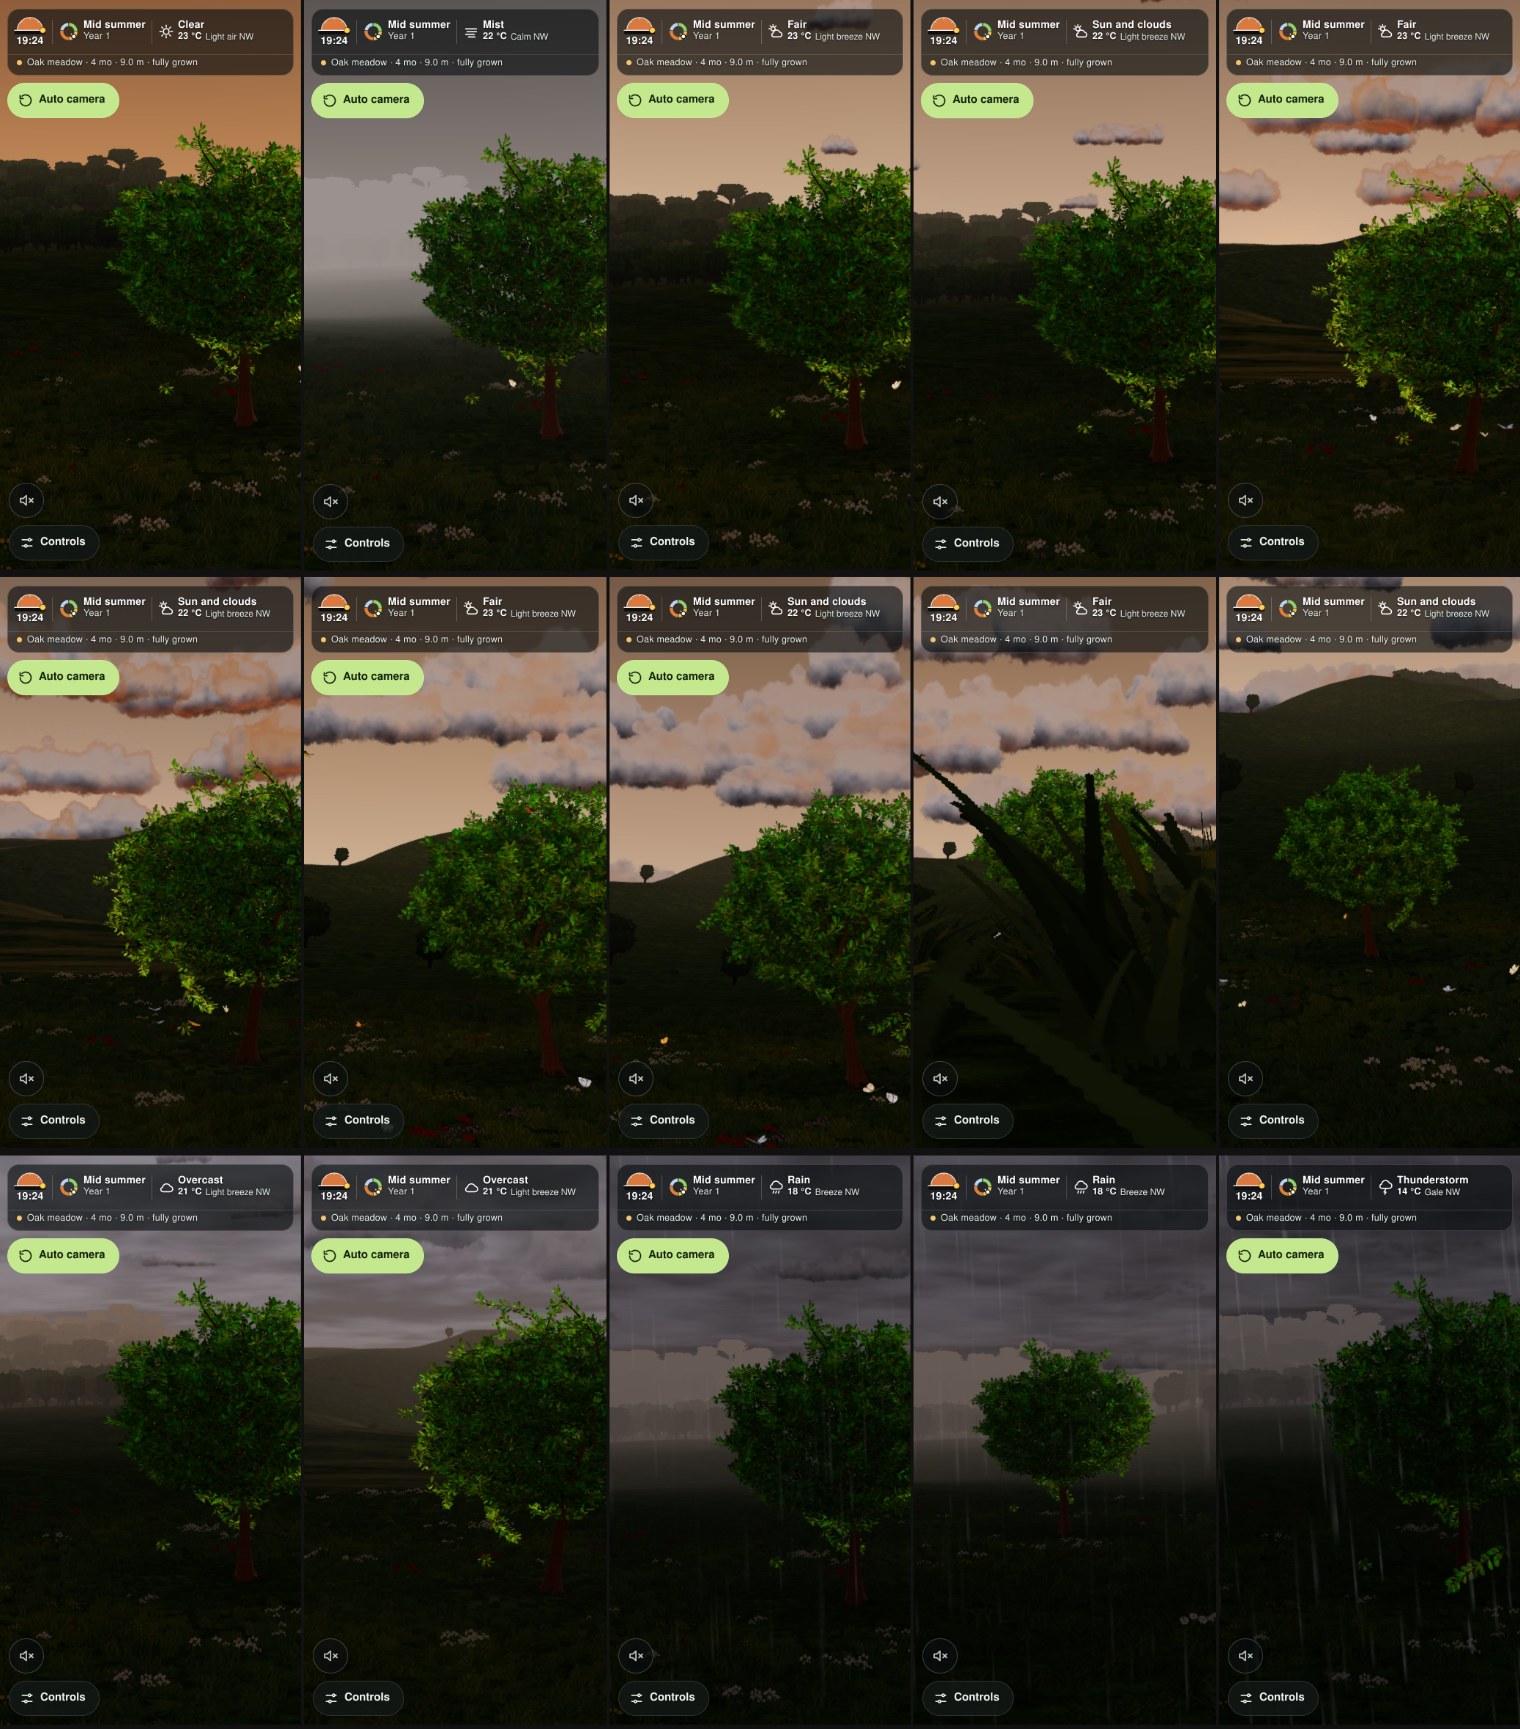 Mid summer
Clear
19:24
Year 1
23 °C Light air NW
Oak meadow · 4 mo · 9.0 m · fully grown
Auto camera
Controls
Mid summer
Mist
19:24
Year 1
22 °C Calm NW
Oak meadow · 4 mo · 9.0 m · fully grown
Auto camera
Controls
Mid summer
Fair
19:24
Year 1
23 °C Light breeze NW
Oak meadow · 4 mo · 9.0 m · fully grown
Auto camera
Controls
Mid summer
Sun and clouds
19:24
Year 1
22 °C Light breeze NW
Oak meadow · 4 mo · 9.0 m · fully grown
Auto camera
Controls
Mid summer
Fair
19:24
Year 1
23 °C Light breeze NW
Oak meadow · 4 mo · 9.0 m · fully grown
Auto camera
Controls
Mid summer
Sun and clouds
19:24
Year 1
22 °C Light breeze NW
Oak meadow · 4 mo · 9.0 m · fully grown
Auto camera
Controls
Mid summer
Fair
19:24
Year 1
23 °C Light breeze NW
Oak meadow · 4 mo · 9.0 m · fully grown
Auto camera
Controls
Mid summer
Sun and clouds
19:24
Year 1
22 °C Light breeze NW
Oak meadow · 4 mo · 9.0 m · fully grown
Auto camera
Controls
Mid summer
Fair
19:24
Year 1
23 °C Light breeze NW
Oak meadow · 4 mo · 9.0 m · fully grown
Controls
Mid summer
Sun and clouds
19:24
Year 1
22 °C Light breeze NW
Oak meadow · 4 mo · 9.0 m · fully grown
Controls
Mid summer
Overcast
19:24
Year 1
21 °C Light breeze NW
Oak meadow · 4 mo · 9.0 m · fully grown
Auto camera
Controls
Mid summer
Overcast
19:24
Year 1
21 °C Light breeze NW
Oak meadow · 4 mo · 9.0 m · fully grown
Auto camera
Controls
Mid summer
Rain
19:24
Year 1
18 °C Breeze NW
Oak meadow · 4 mo · 9.0 m · fully grown
Auto camera
Controls
Mid summer
Rain
19:24
Year 1
18 °C Breeze NW
Oak meadow · 4 mo · 9.0 m · fully grown
Controls
Mid summer
Thunderstorm
19:24
Year 1
14 °C Gale NW
Oak meadow · 4 mo · 9.0 m · fully grown
Auto camera
Controls